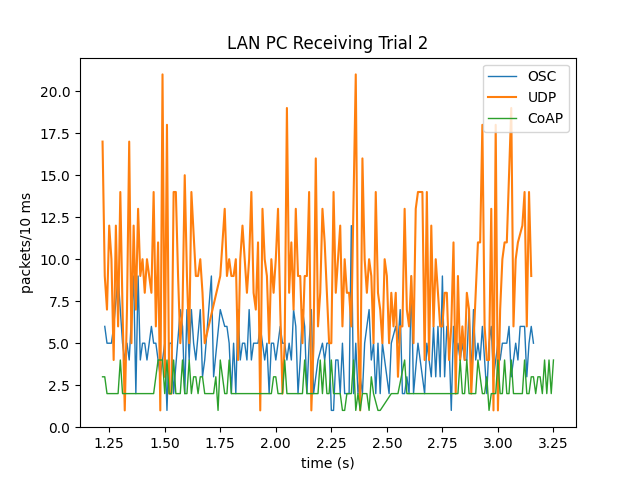 LAN PC Receiving Trial 2
OSC
UDP
CoAP
packets/10 ms
20.0
17.5
15.0
12.5
10.0
7.5
5.0
2.5
0.0
1.25 1.50 1.75 2.00 2.25 2.50 2.75 3.00 3.25
time (s)